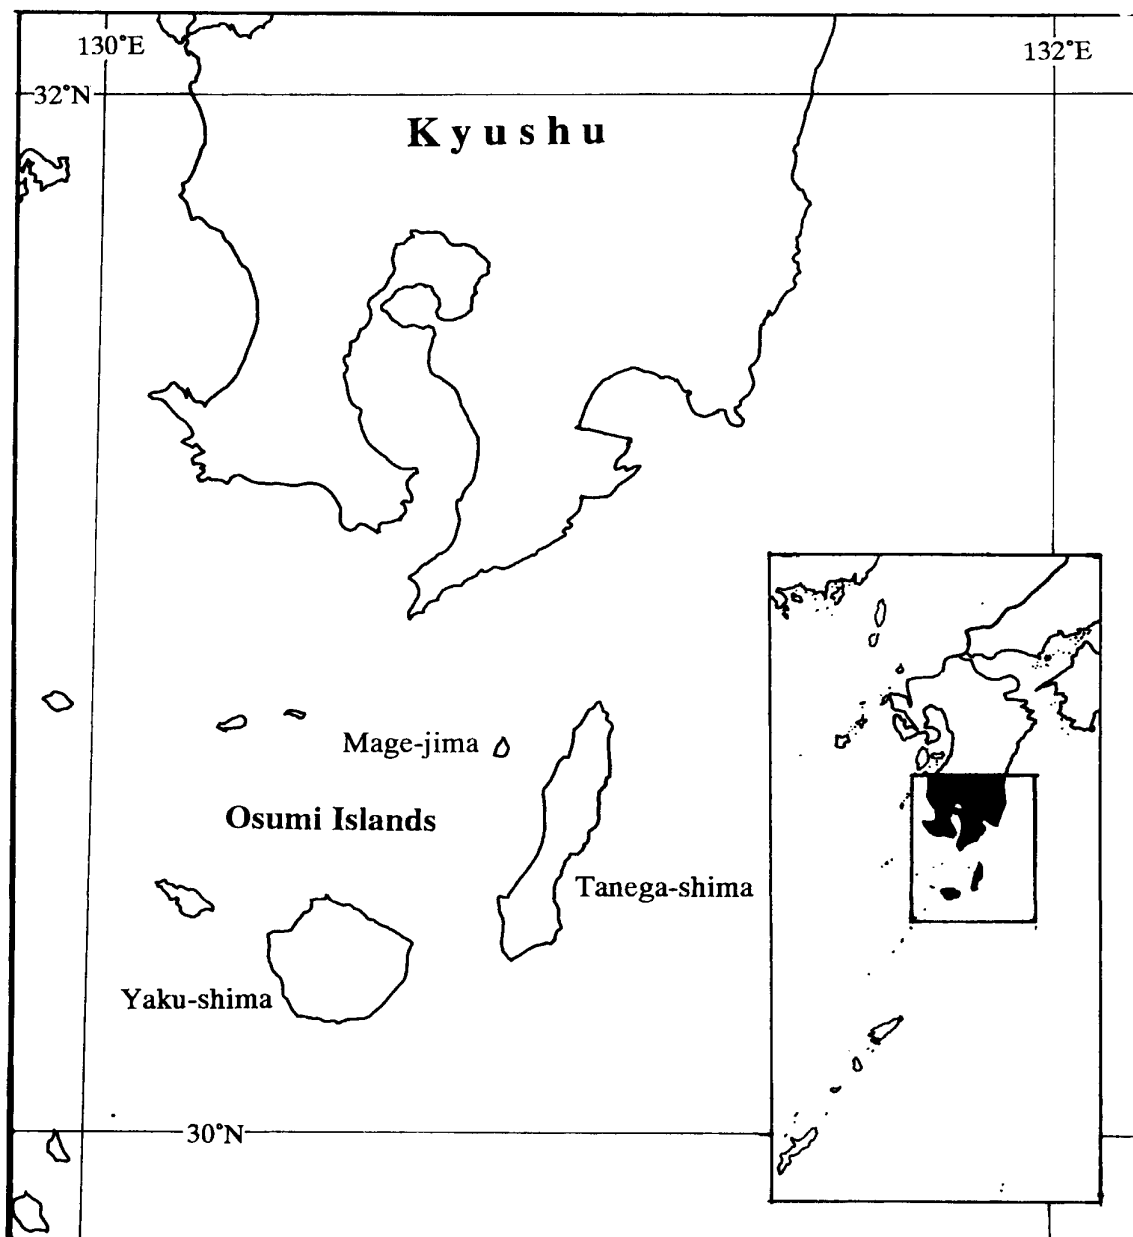 130°E
132°E
32°N
Kyushu
Mage-jima
Osumi Islands
Tanega-shima
Yaku-shima
30°N